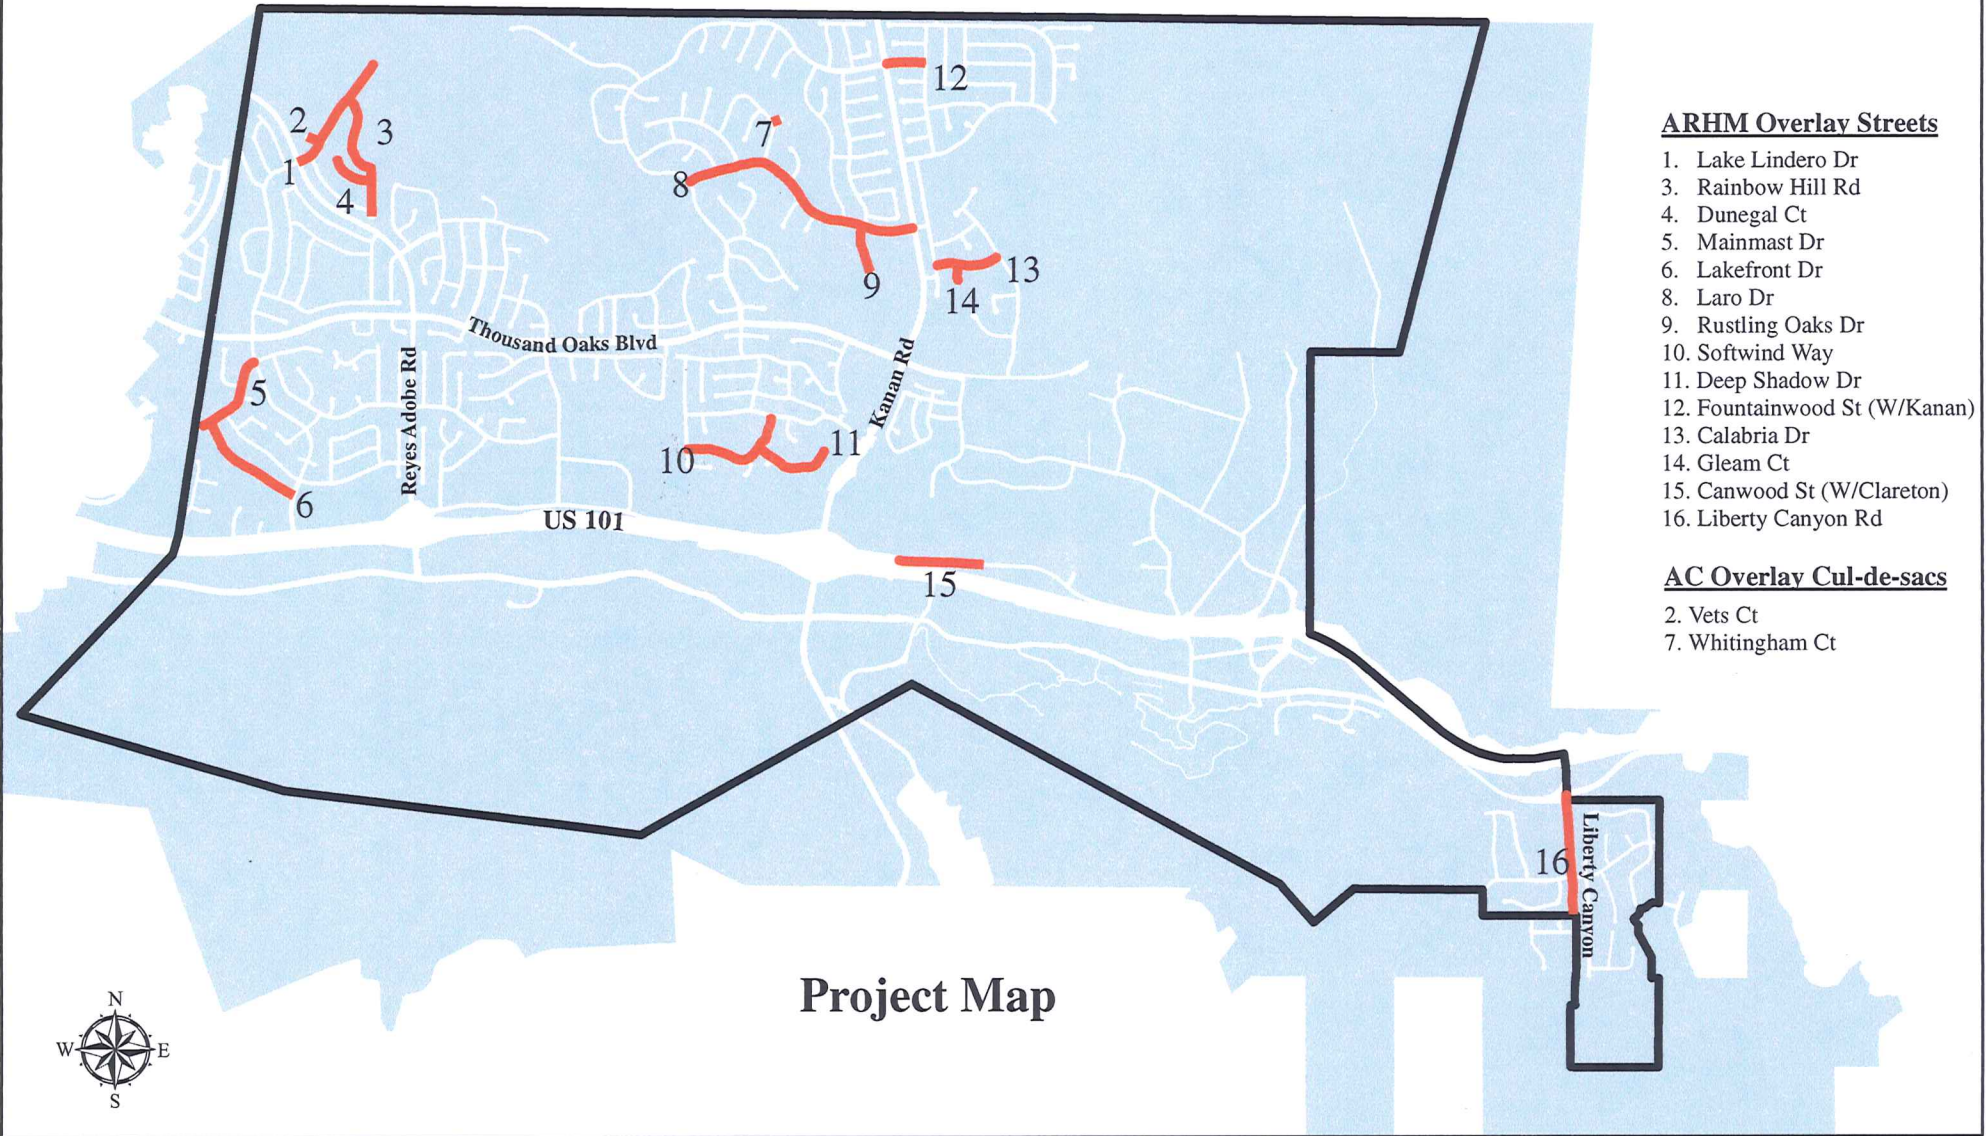 12
2
3
7
1
8
4
13
9
14
Thousand Oaks Blvd
Reyes Adobe Rd
Kanan Rd
5
11
10
6
US 101
15
16
Liberty Canyon
ARHM Overlay Streets
1. Lake Lindero Dr
3. Rainbow Hill Rd
4. Dunegal Ct
5. Mainmast Dr
6. Lakefront Dr
8. Laro Dr
9. Rustling Oaks Dr
10. Softwind Way
11. Deep Shadow Dr
12. Fountainwood St (W/Kanan)
13. Calabria Dr
14. Gleam Ct
15. Canwood St (W/Clareton)
16. Liberty Canyon Rd
AC Overlay Cul-de-sacs
2. Vets Ct
7. Whitingham Ct
Project Map
N
W E
S